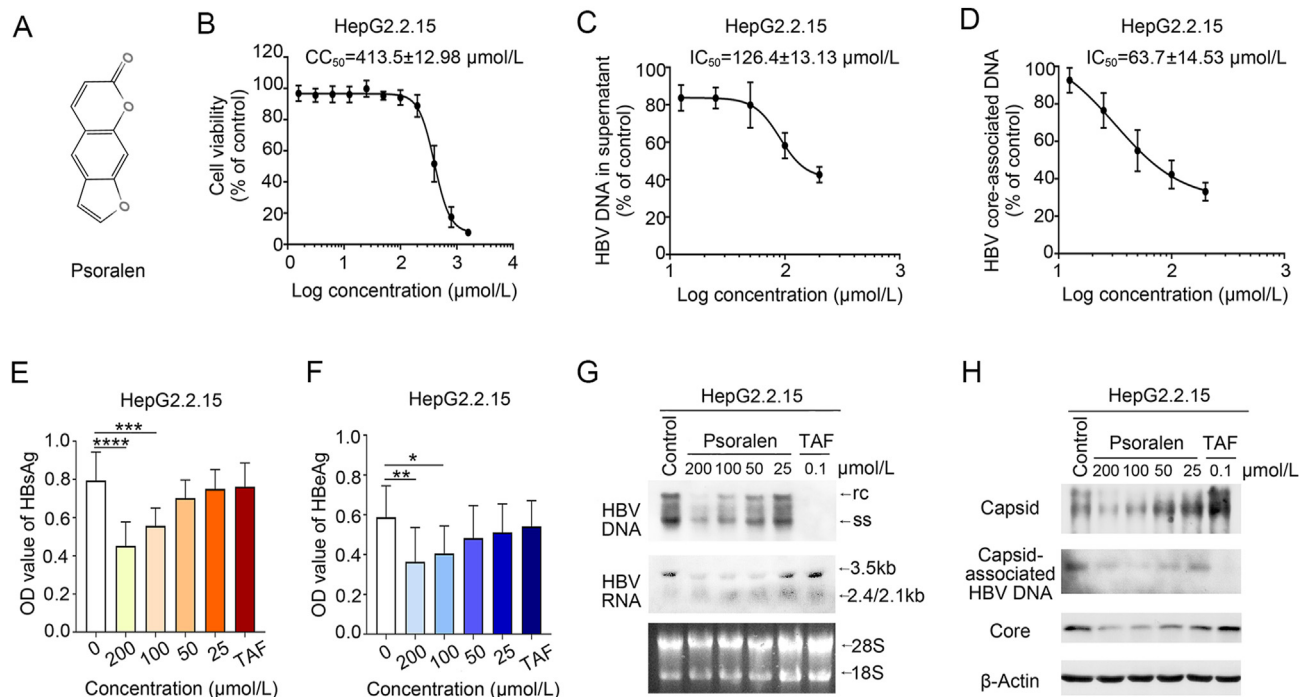 A
O
O
O
Psoralen
B
HepG2.2.15
CC50=413.5±12.98 μmol/L
Cell viability
(% of control)
120
100
80
60
40
20
0
0 1 2 3 4
Log concentration (μmol/L)
C
HepG2.2.15
IC50=126.4±13.13 μmol/L
HBV DNA in supernatant
(% of control)
100
80
60
40
20
0
1 2 3
Log concentration (μmol/L)
D
HepG2.2.15
IC50=63.7±14.53 μmol/L
HBV core-associated DNA
(% of control)
100
80
60
40
20
0
1 2 3
Log concentration (μmol/L)
E
HepG2.2.15
OD value of HBsAg
1.0
0.8
0.6
0.4
0.2
0.0
***
****
0 200 100 50 25 TAF
Concentration (μmol/L)
F
HepG2.2.15
OD value of HBeAg
1.0
0.8
0.6
0.4
0.2
0.0
*
**
0 200 100 50 25 TAF
Concentration (μmol/L)
G
HepG2.2.15
Control
Psoralen TAF
200 100 50 25 0.1 μmol/L
HBV
DNA
←rc
←ss
HBV
RNA
←3.5kb
←2.4/2.1kb
←28S
←18S
H
HepG2.2.15
Control
Psoralen TAF
200 100 50 25 0.1 μmol/L
Capsid
Capsid-
associated
HBV DNA
Core
β-Actin